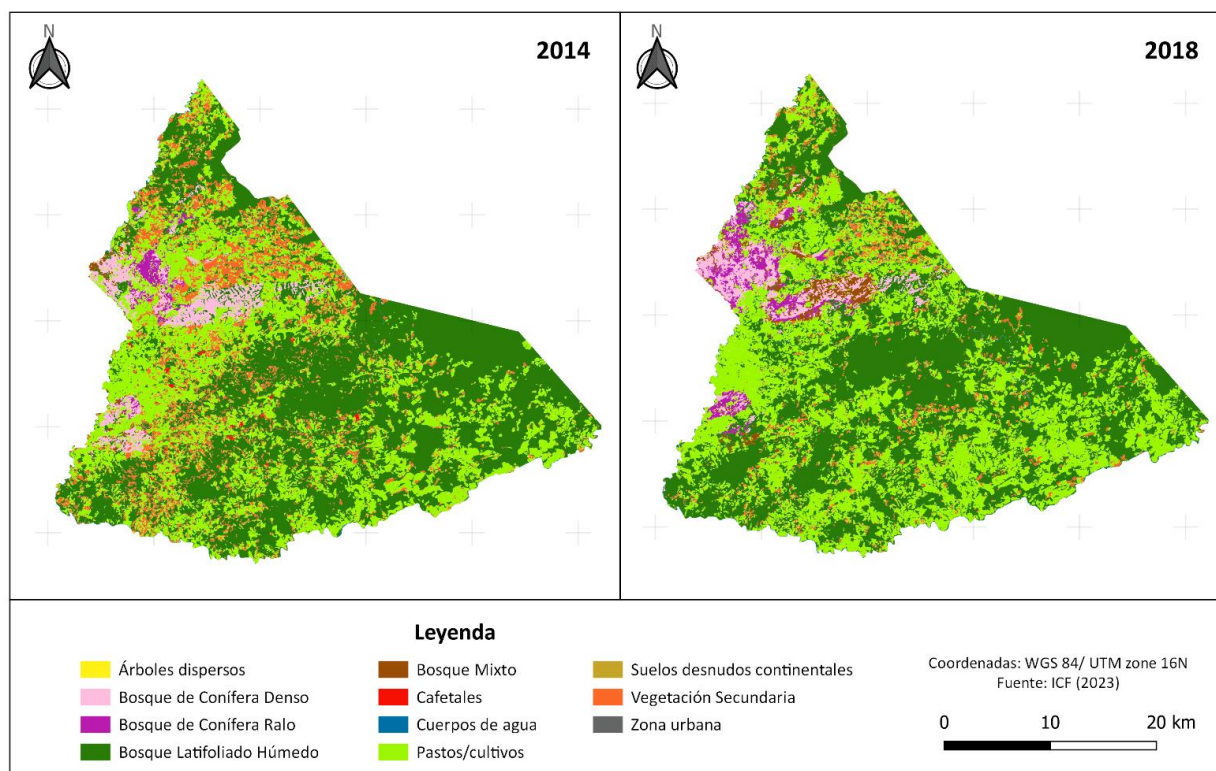 N
2014
N
2018
Leyenda
Árboles dispersos
Bosque de Conífera Denso
Bosque de Conífera Ralo
Bosque Latifoliado Húmedo
Bosque Mixto
Cafetales
Cuerpos de agua
Pastos/cultivos
Suelos desnudos continentales
Vegetación Secundaria
Zona urbana
Coordenadas: WGS 84/ UTM zone 16N
Fuente: ICF (2023)
0 10 20 km